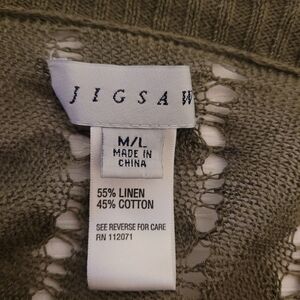 JIGSAW
M/L
MADE IN
CHINA
55% LINEN
45% COTTON
SEE REVERSE FOR CARE
RN 112071